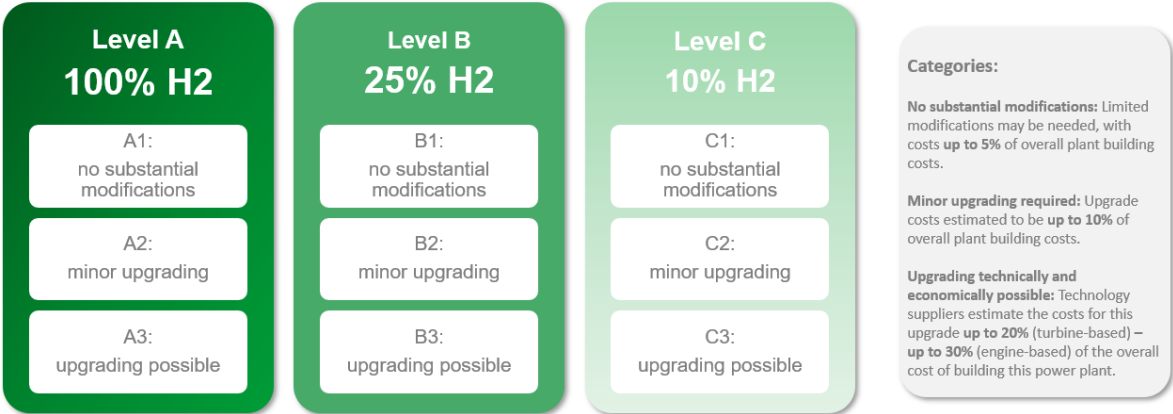 Level A
100% H2
A1:
no substantial
modifications
A2:
minor upgrading
A3:
upgrading possible
Level B
25% H2
B1:
no substantial
modifications
B2:
minor upgrading
B3:
upgrading possible
Level C
10% H2
C1:
no substantial
modifications
C2:
minor upgrading
C3:
upgrading possible
Categories:
No substantial modifications: Limited
modifications may be needed, with
costs up to 5% of overall plant building
costs.
Minor upgrading required: Upgrade
costs estimated to be up to 10% of
overall plant building costs.
Upgrading technically and
economically possible: Technology
suppliers estimate the costs for this
upgrade up to 20% (turbine-based) –
up to 30% (engine-based) of the overall
cost of building this power plant.